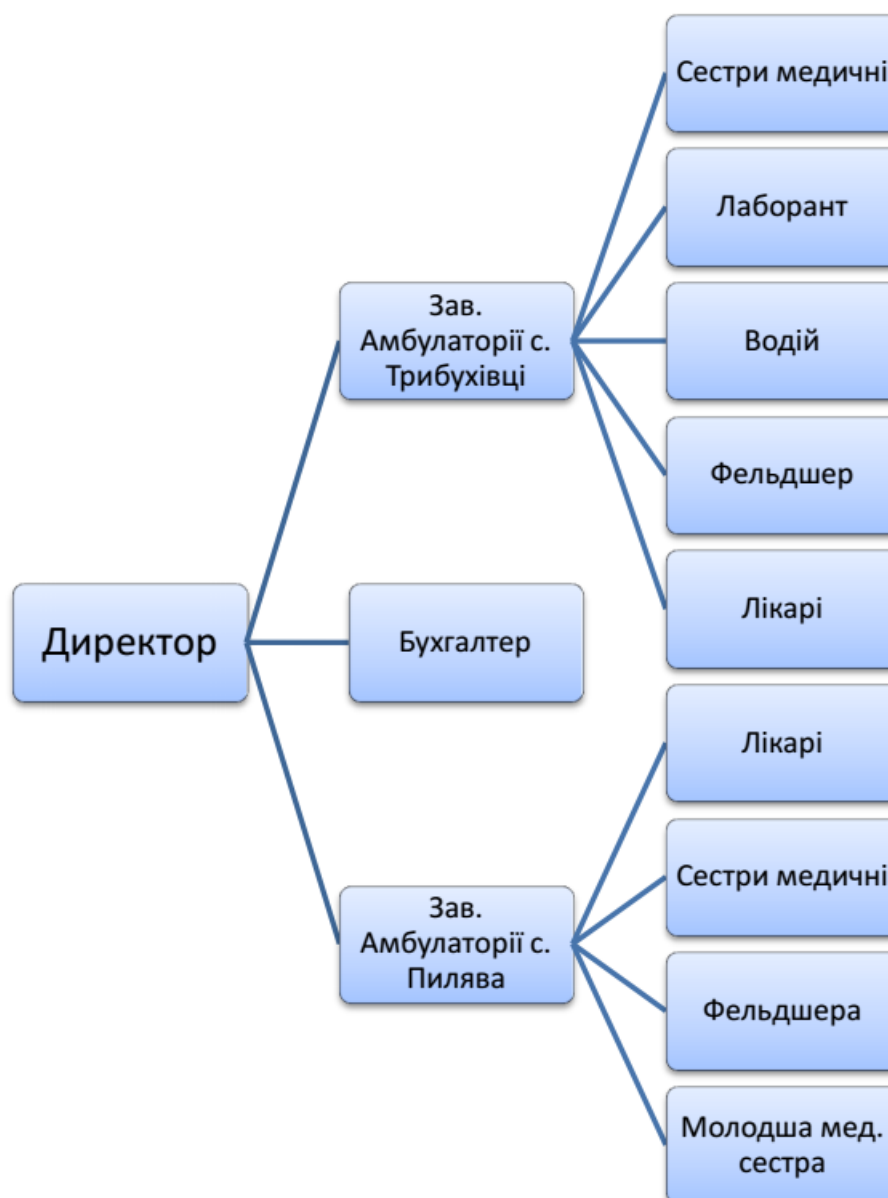 Сестри медичні
Лаборант
Зав.
Амбулаторії с.
Трибухівці
Водій
Фельдшер
Лікарі
Директор
Бухгалтер
Лікарі
Сестри медичні
Зав.
Амбулаторії с.
Пилява
Фельдшера
Молодша мед.
сестра